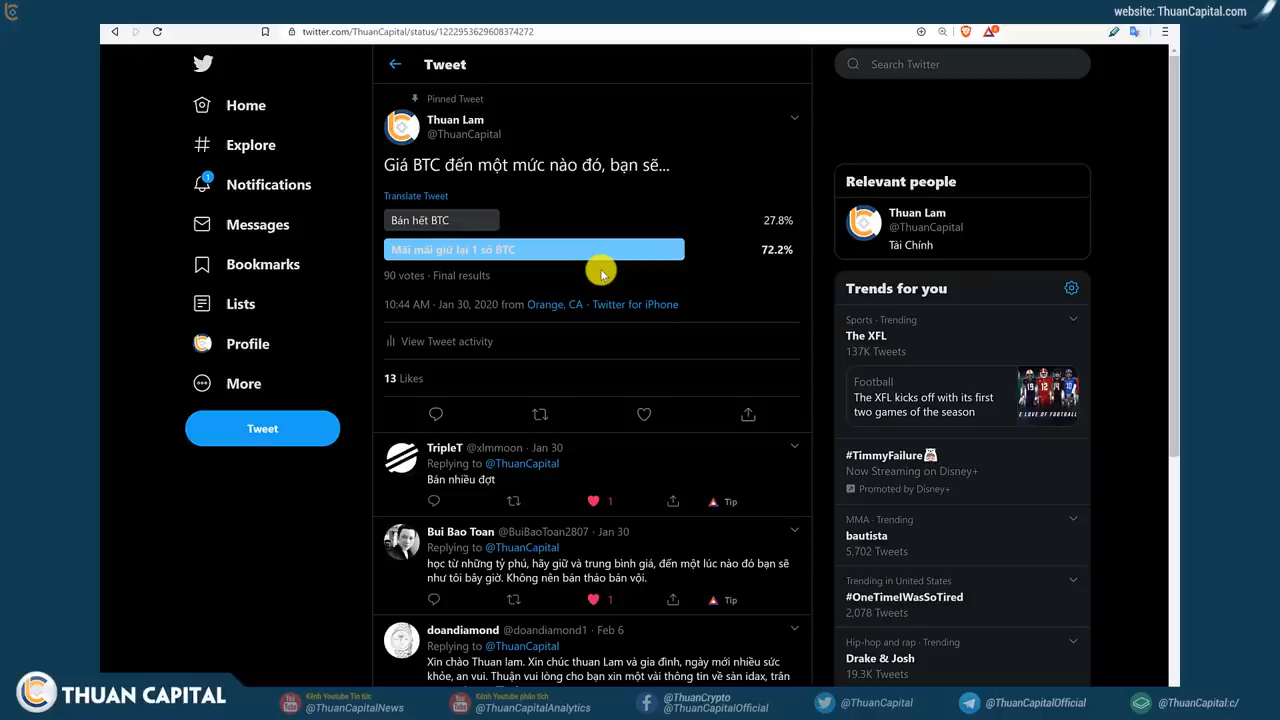 website: ThuanCapital.com
twitter.com/ThuanCapital/status/1222953629608374272
Home
Explore
1
Notifications
Messages
Bookmarks
Lists
Profile
More
Tweet
Tweet
Pinned Tweet
Thuan Lam
@ThuanCapital
Giá BTC đến một mức nào đó, bạn sẽ...
Translate Tweet
Bán hết BTC 27.8%
Mãi mãi giữ lại 1 số BTC 72.2%
90 votes · Final results
10:44 AM · Jan 30, 2020 from Orange, CA · Twitter for iPhone
View Tweet activity
13 Likes
TripleT @xlmmoon · Jan 30
Replying to @ThuanCapital
Bán nhiều đợt
1 Tip
Bui Bao Toan @BuiBaoToan2807 · Jan 30
Replying to @ThuanCapital
học từ những tỷ phú, hãy giữ và trung bình giá, đến một lúc nào đó bạn sẽ
như tôi bây giờ. Không nên bán tháo bán vội.
1 Tip
doandiamond @doandiamond1 · Feb 6
Replying to @ThuanCapital
Xin chào Thuan lam. Xin chúc thuan Lam và gia đình, ngày mới nhiều sức
khỏe, an vui. Thuận vui lòng cho bạn xin một vài thông tin về sàn idax, trân
Search Twitter
Relevant people
Thuan Lam
@ThuanCapital
Tài Chính
Trends for you
Sports · Trending
The XFL
137K Tweets
Football
The XFL kicks off with its first
two games of the season
E LOVE OF FOOTBALL
#TimmyFailure
Now Streaming on Disney+
Promoted by Disney+
MMA · Trending
bautista
5,702 Tweets
Trending in United States
#OneTimeIWasSoTired
2,078 Tweets
Hip-hop and rap · Trending
Drake & Josh
19.3K Tweets
THUAN CAPITAL
Kênh Youtube Tin tức
@ThuanCapitalNews
Kênh Youtube phân tích
@ThuanCapitalAnalytics
@ThuanCrypto
@ThuanCapitalOfficial
@ThuanCapital
@ThuanCapitalOfficial
@ThuanCapital:c/